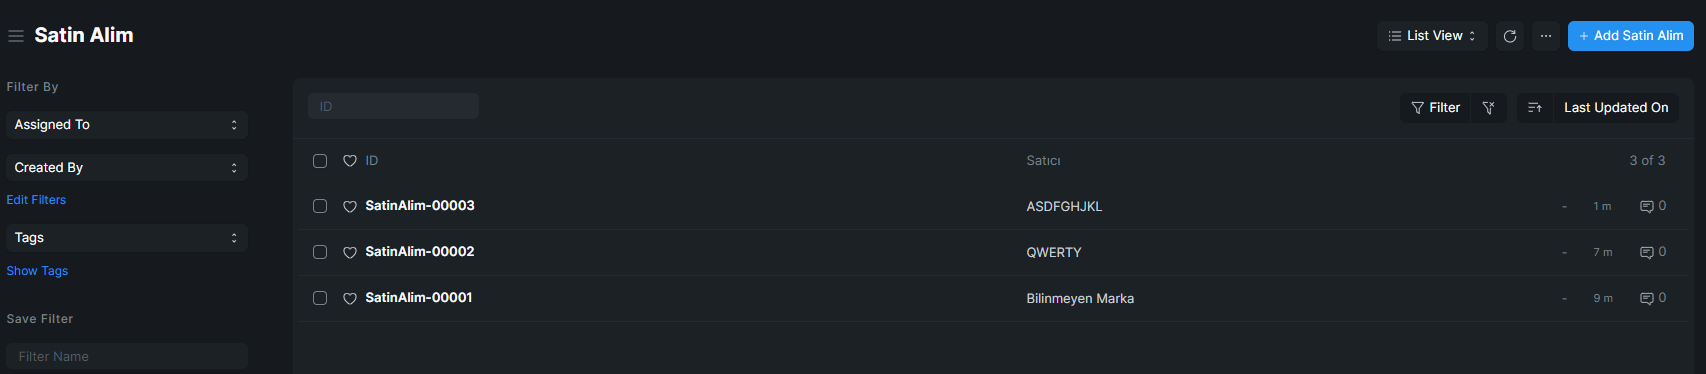 Satin Alim
List View
+ Add Satin Alim
Filter By
Assigned To
Created By
Edit Filters
Tags
Show Tags
Save Filter
Filter Name
ID
Filter
Last Updated On
ID Satıcı 3 of 3
SatinAlim-00003 ASDFGHJKL - 1 m 0
SatinAlim-00002 QWERTY - 7 m 0
SatinAlim-00001 Bilinmeyen Marka - 9 m 0